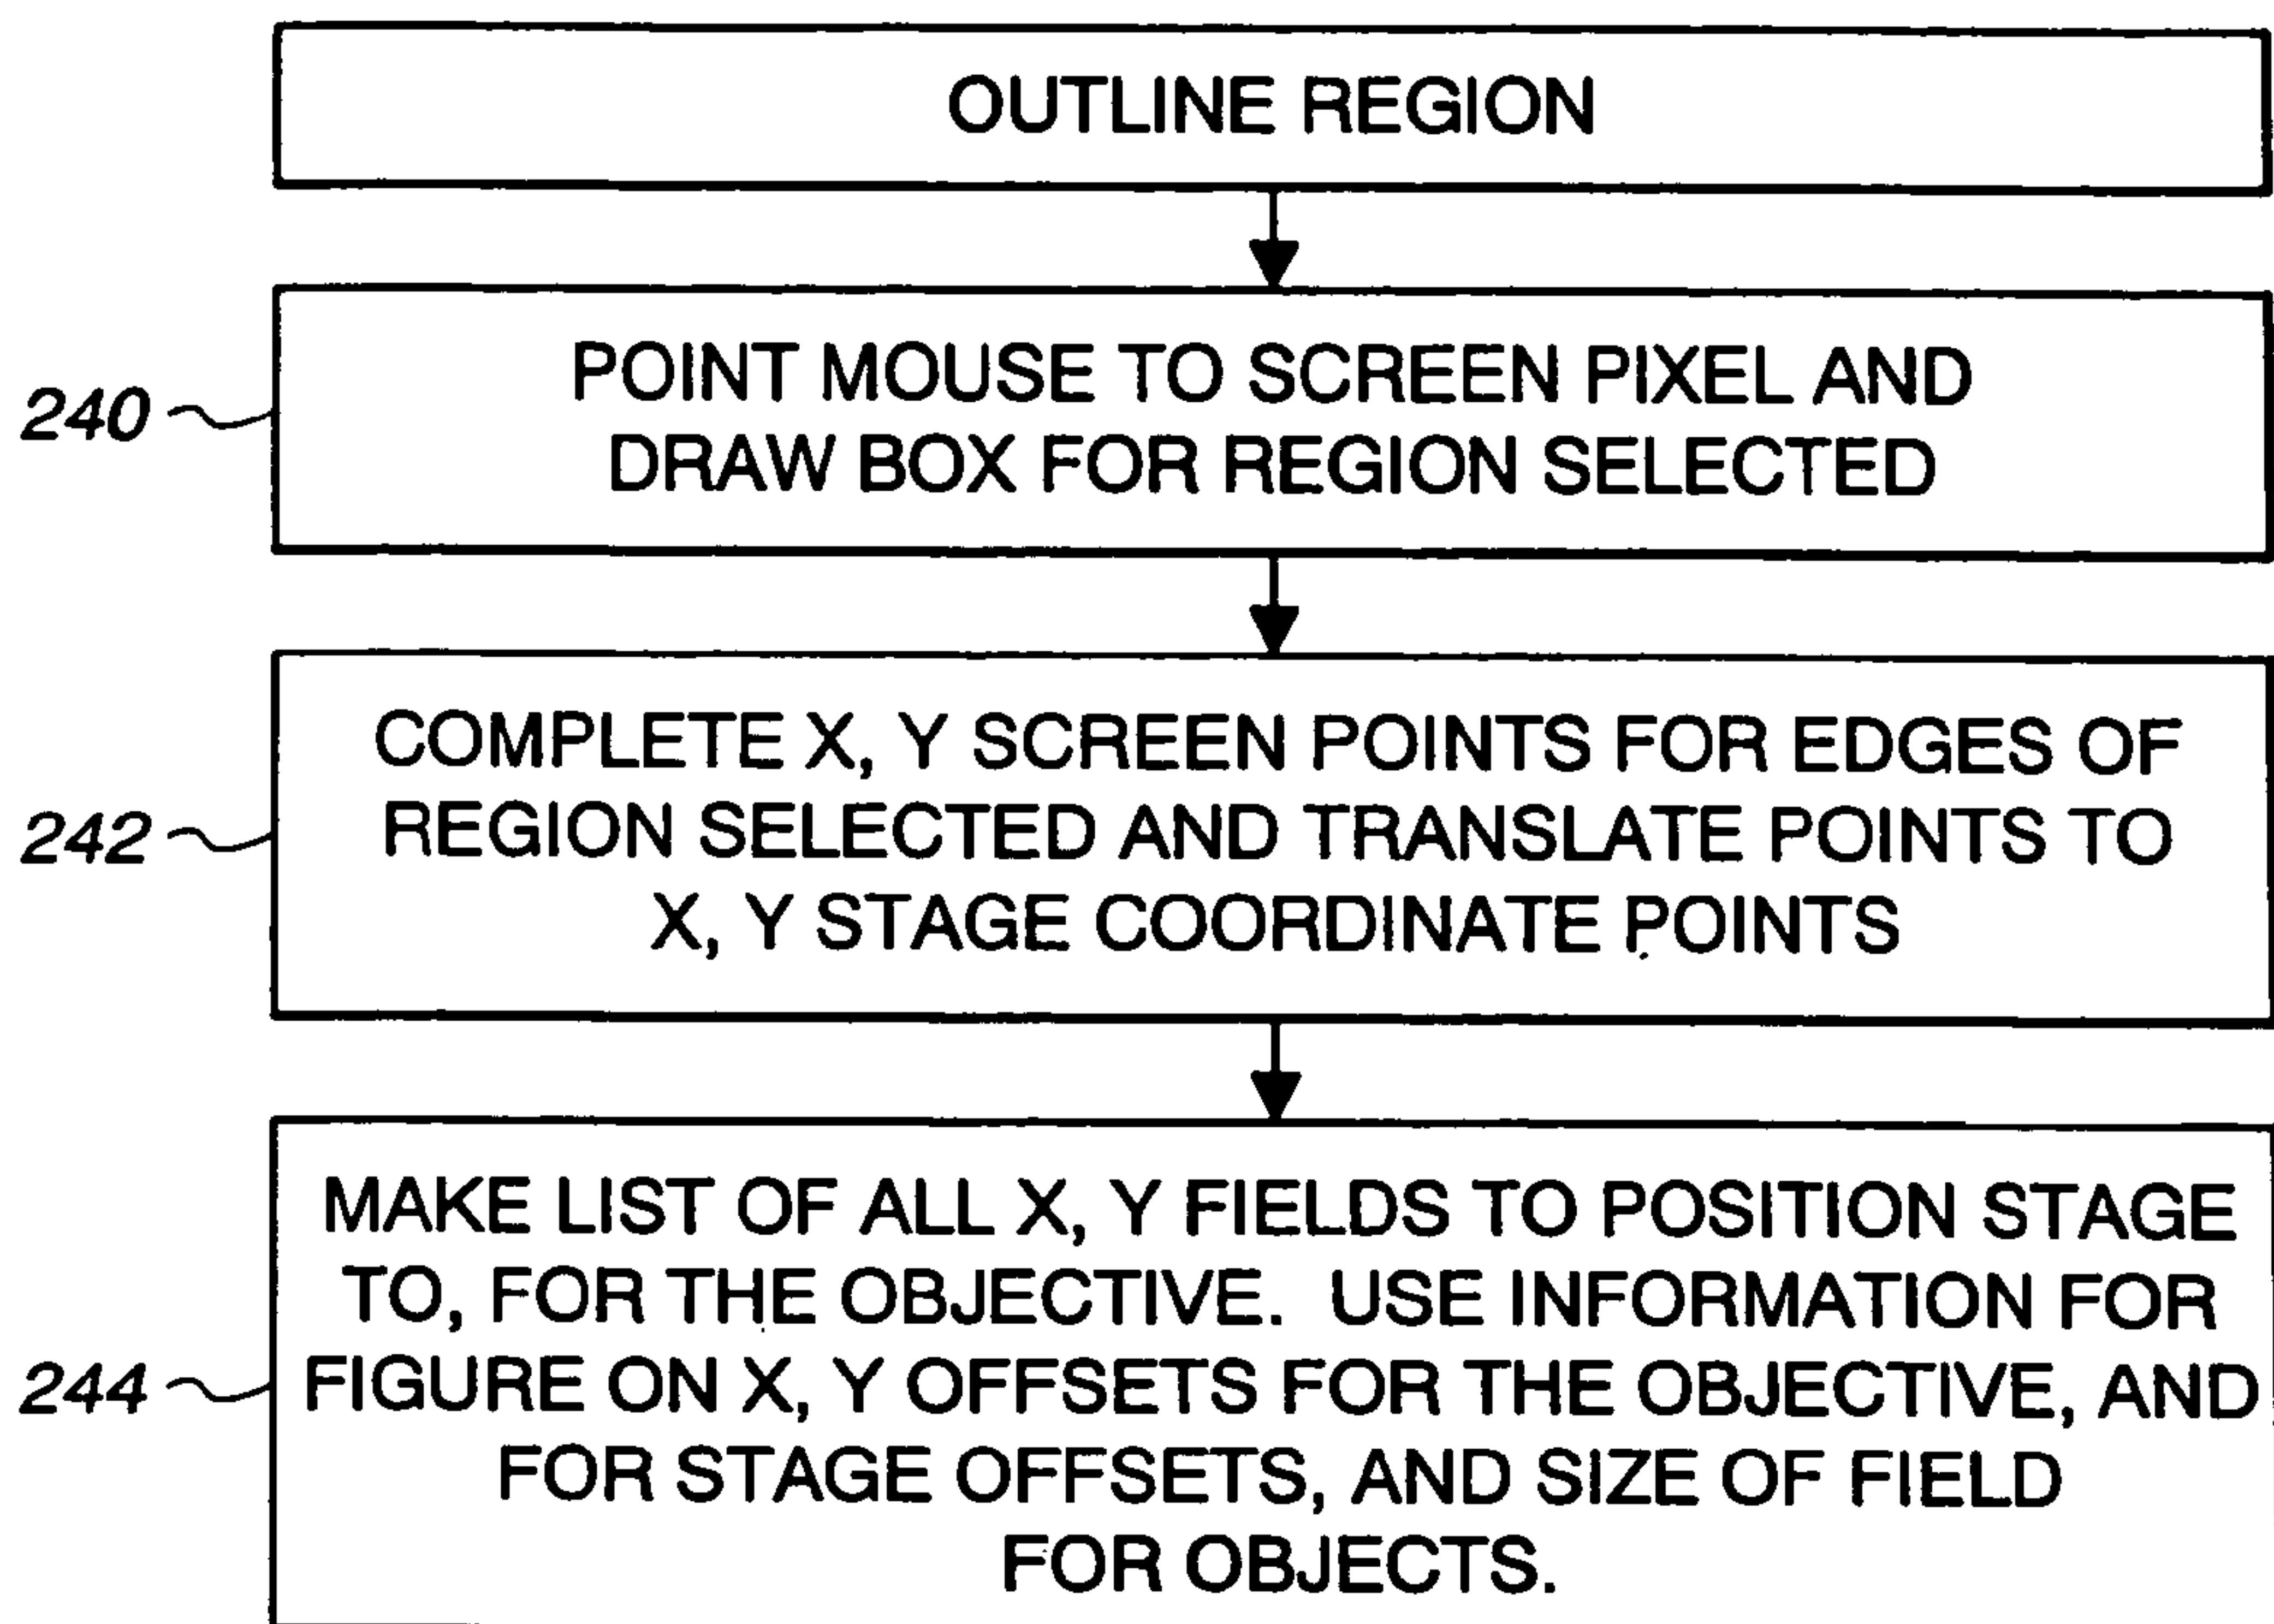 OUTLINE REGION
POINT MOUSE TO SCREEN PIXEL AND
DRAW BOX FOR REGION SELECTED
240
COMPLETE X, Y SCREEN POINTS FOR EDGES OF
REGION SELECTED AND TRANSLATE POINTS TO
X, Y STAGE COORDINATE POINTS
242
MAKE LIST OF ALL X, Y FIELDS TO POSITION STAGE
TO, FOR THE OBJECTIVE. USE INFORMATION FOR
FIGURE ON X, Y OFFSETS FOR THE OBJECTIVE, AND
FOR STAGE OFFSETS, AND SIZE OF FIELD
FOR OBJECTS.
244